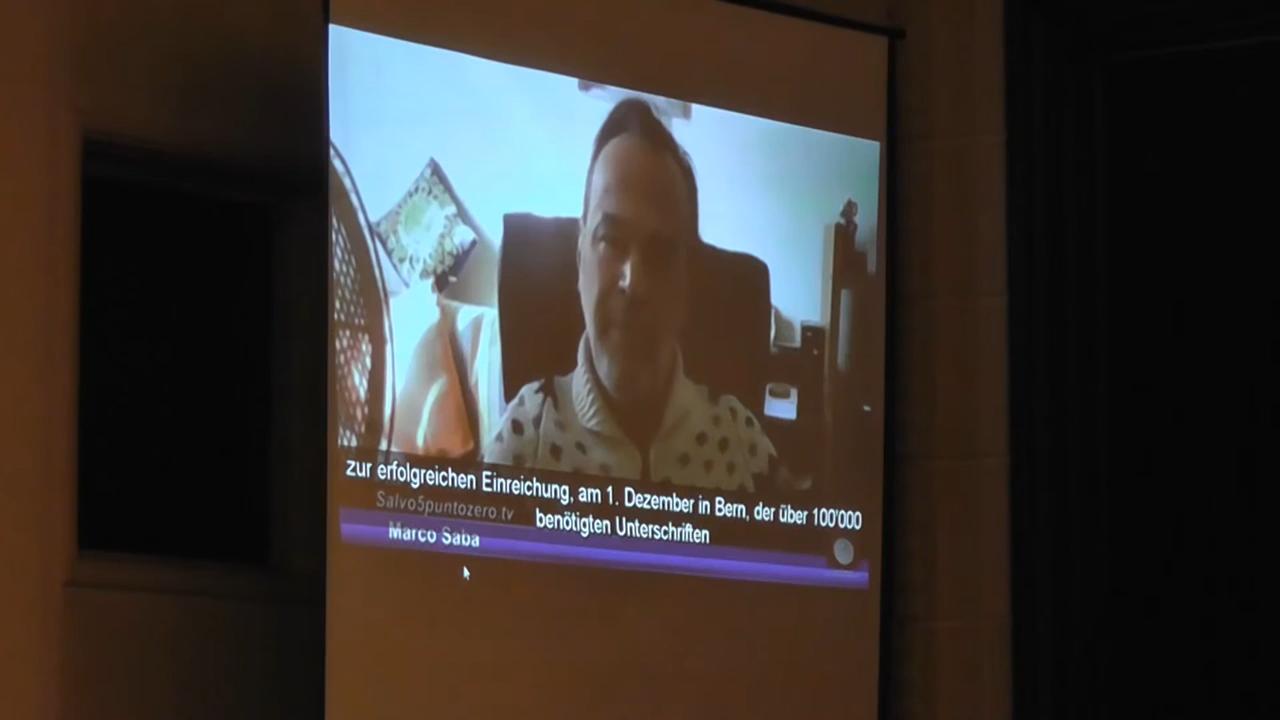 zur erfolgreichen Einreichung, am 1. Dezember in Bern, der über 100'000
benötigten Unterschriften
Salvo5puntozero.tv
Marco Saba